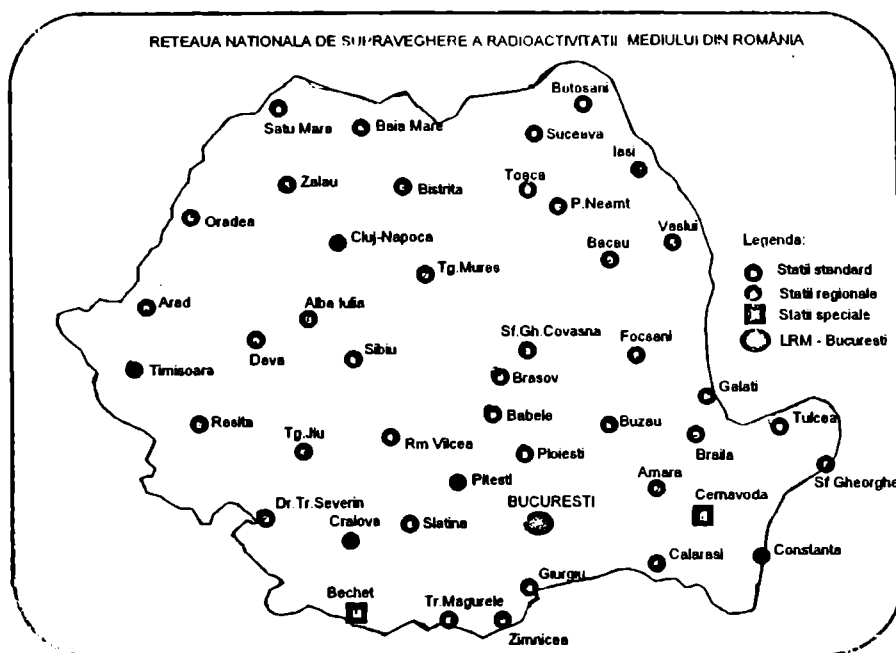 RETEAUA NATIONALA DE SUPRAVEGHERE A RADIOACTIVITATII MEDIULUI DIN ROMÂNIA
Botosani
Satu Mare
Baia Mare
Suceava
Iasi
Zalau
Bistrita
Toaca
P.Neamt
Oradea
Cluj-Napoca
Vaslui
Bacau
Tg.Mures
Legenda:
Statii standard
Statii regionale
Statii speciale
LRM - Bucuresti
Arad
Alba Iulia
Deva
Sibiu
Sf.Gh.Covasna
Focsani
Timisoara
Brasov
Galati
Resita
Babele
Buzau
Tulcea
Tg.Jiu
Rm Vilcea
Ploiesti
Braila
Sf Gheorghe
Pitesti
Amara
Cernavoda
Dr.Tr.Severin
BUCURESTI
Craiova
Slatina
Calarasi
Constanta
Giurgiu
Bechet
Tr.Magurele
Zimnicea